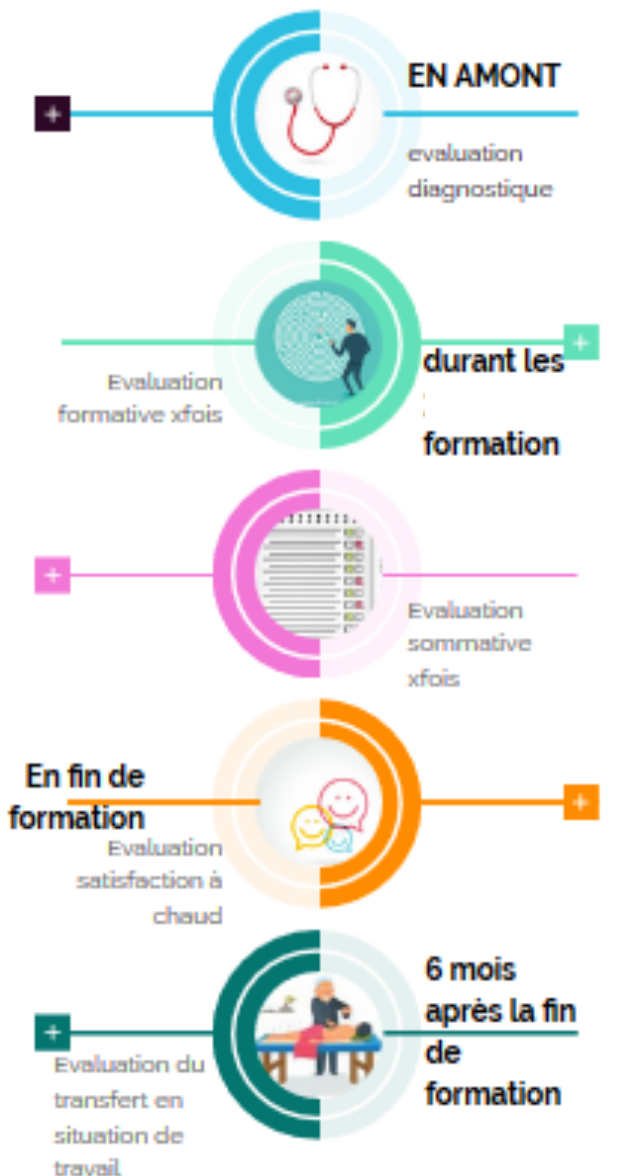 EN AMONT
evaluation
diagnostique
durant les
formation
Evaluation
formative xfois
Evaluation
sommative
xfois
En fin de
formation
Evaluation
satisfaction à
chaud
6 mois
après la fin
de
formation
Evaluation du
transfert en
situation de
travail